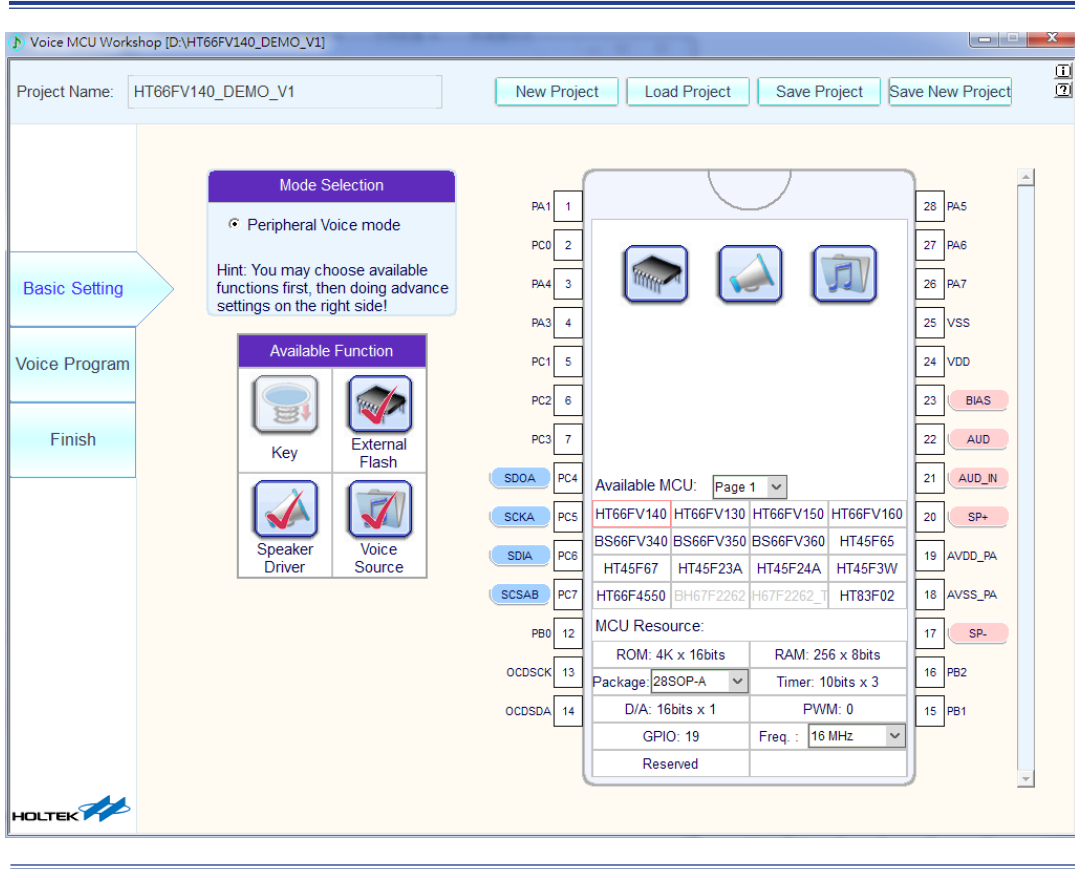 Voice MCU Workshop [D:\HT66FV140_DEMO_V1]
Project Name: HT66FV140_DEMO_V1 New Project Load Project Save Project Save New Project
Basic Setting
Voice Program
Finish
HOLTEK
Mode Selection
Peripheral Voice mode
Hint: You may choose available
functions first, then doing advance
settings on the right side!
Available Function
Key
External
Flash
Speaker
Driver
Voice
Source
PA1 1
PC0 2
PA4 3
PA3 4
PC1 5
PC2 6
PC3 7
SDOA PC4
SCKA PC5
SDIA PC6
SCSAB PC7
PB0 12
OCDSCK 13
OCDSDA 14
Available MCU: Page 1
HT66FV140 HT66FV130 HT66FV150 HT66FV160
BS66FV340 BS66FV350 BS66FV360 HT45F65
HT45F67 HT45F23A HT45F24A HT45F3W
HT66F4550 BH67F2262 H67F2262_T HT83F02
MCU Resource:
ROM: 4K x 16bits RAM: 256 x 8bits
Package: 28SOP-A Timer: 10bits x 3
D/A: 16bits x 1 PWM: 0
GPIO: 19 Freq. : 16 MHz
Reserved
28 PA5
27 PA6
26 PA7
25 VSS
24 VDD
23 BIAS
22 AUD
21 AUD_IN
20 SP+
19 AVDD_PA
18 AVSS_PA
17 SP-
16 PB2
15 PB1